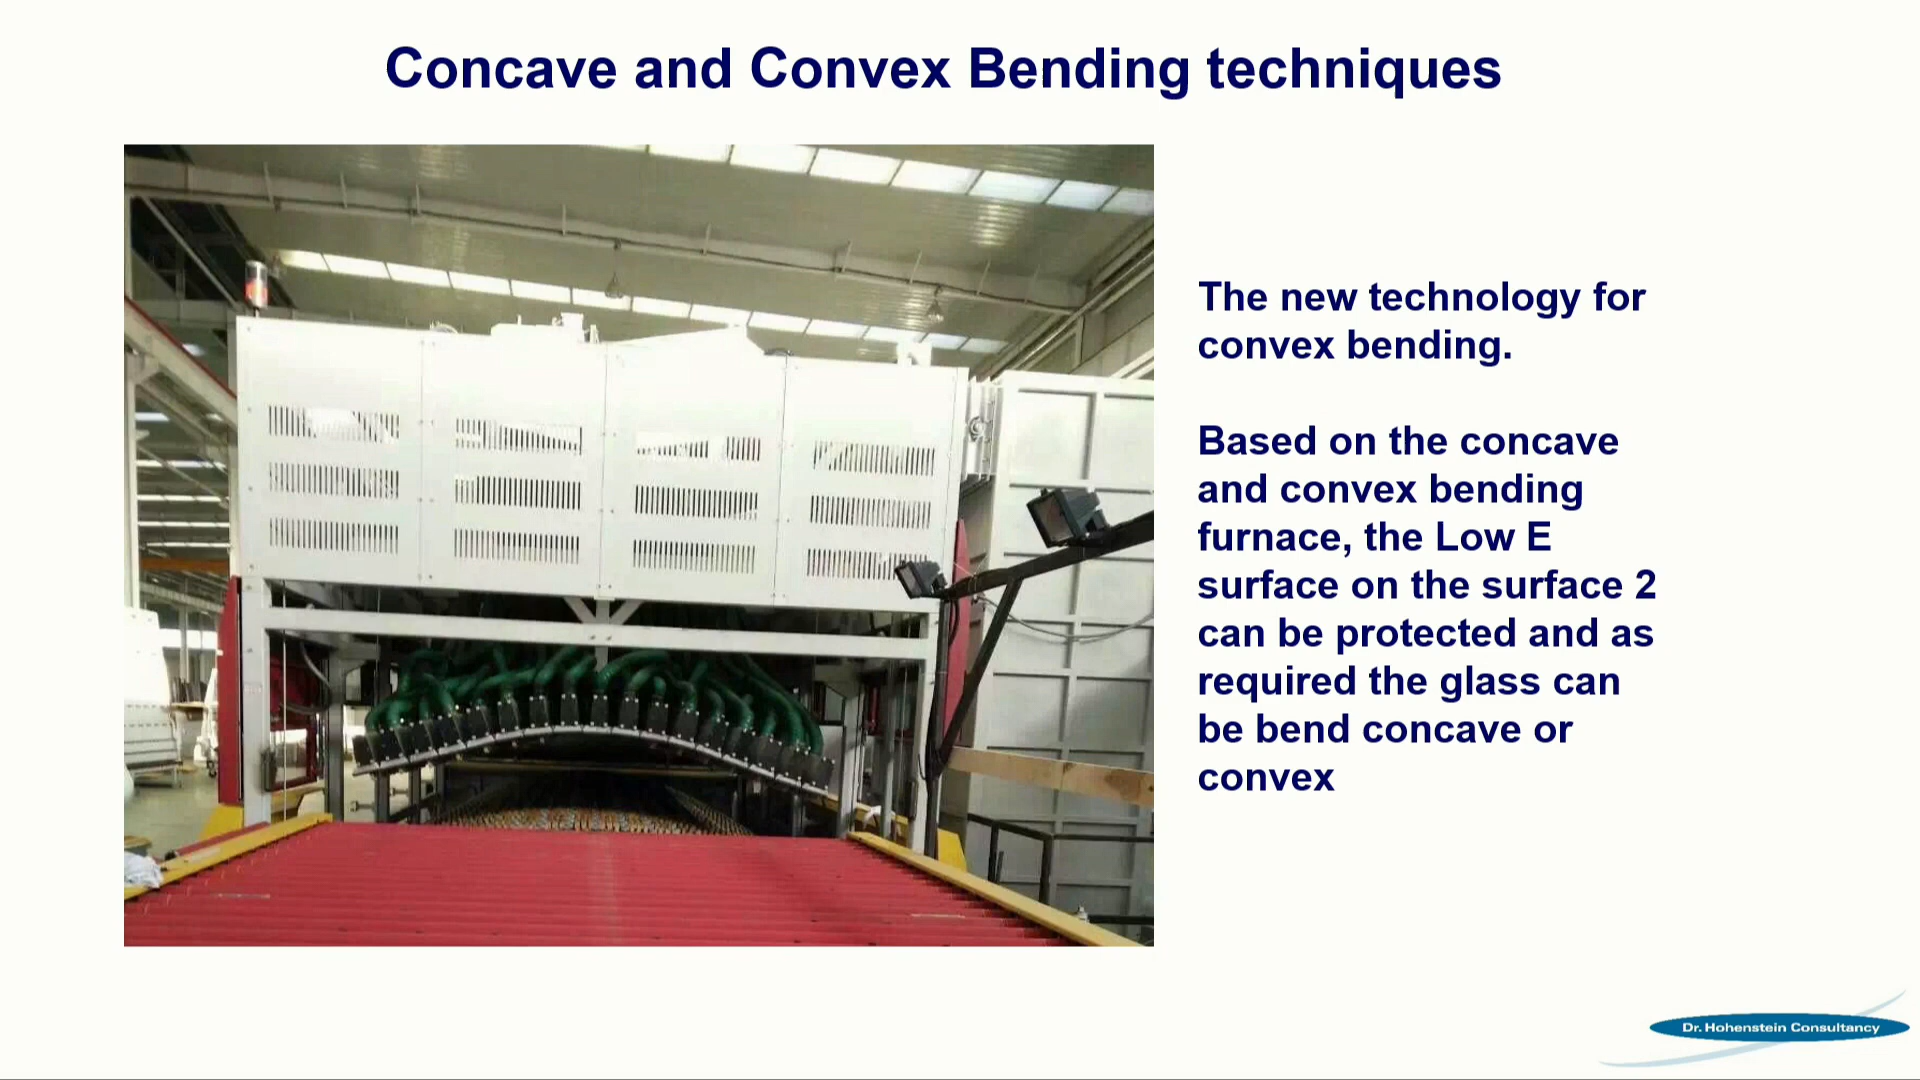 Concave and Convex Bending techniques
The new technology for
convex bending.
Based on the concave
and convex bending
furnace, the Low E
surface on the surface 2
can be protected and as
required the glass can
be bend concave or
convex
Dr. Hohenstein Consultancy